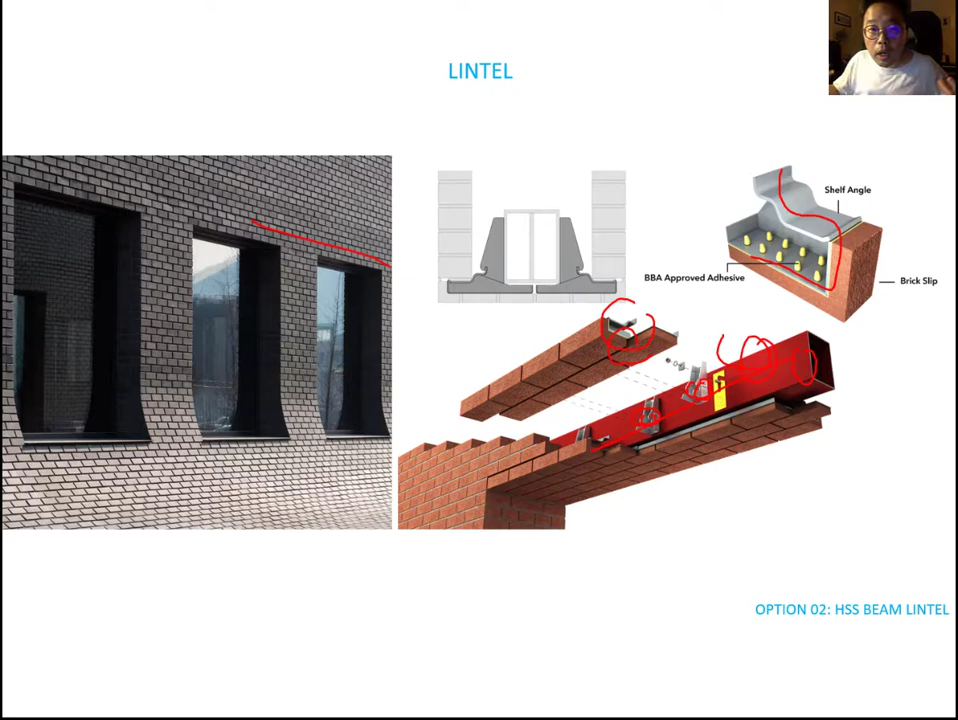 LINTEL
Shelf Angle
BBA Approved Adhesive
Brick Slip
OPTION 02: HSS BEAM LINTEL